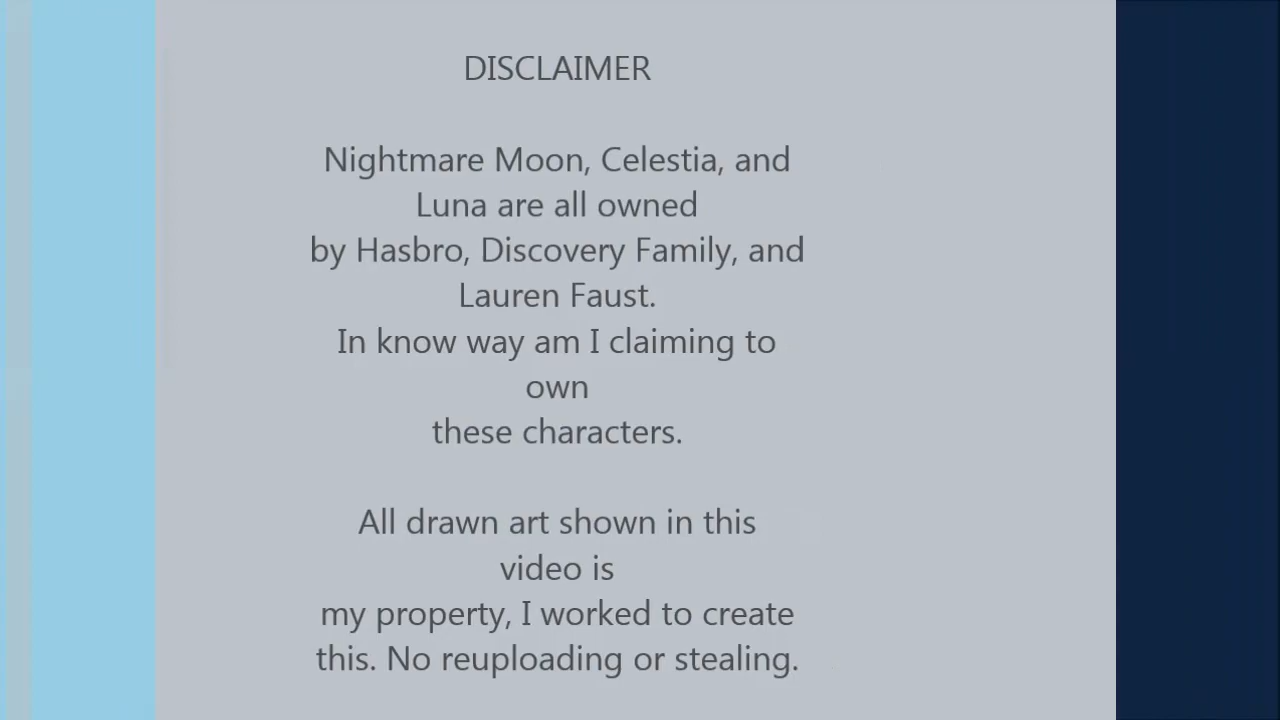 DISCLAIMER
Nightmare Moon, Celestia, and
Luna are all owned
by Hasbro, Discovery Family, and
Lauren Faust.
In know way am I claiming to
own
these characters.
All drawn art shown in this
video is
my property, I worked to create
this. No reuploading or stealing.